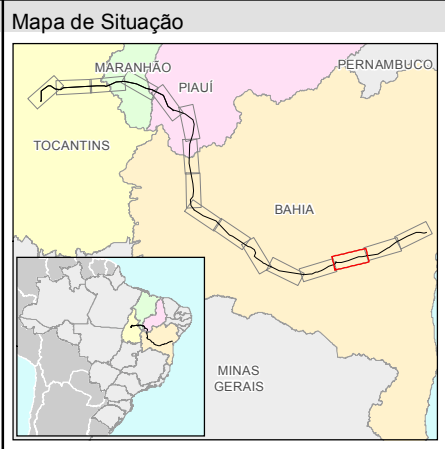 Mapa de Situação
MARANHÃO
PERNAMBUCO
PIAUÍ
TOCANTINS
BAHIA
MINAS
GERAIS